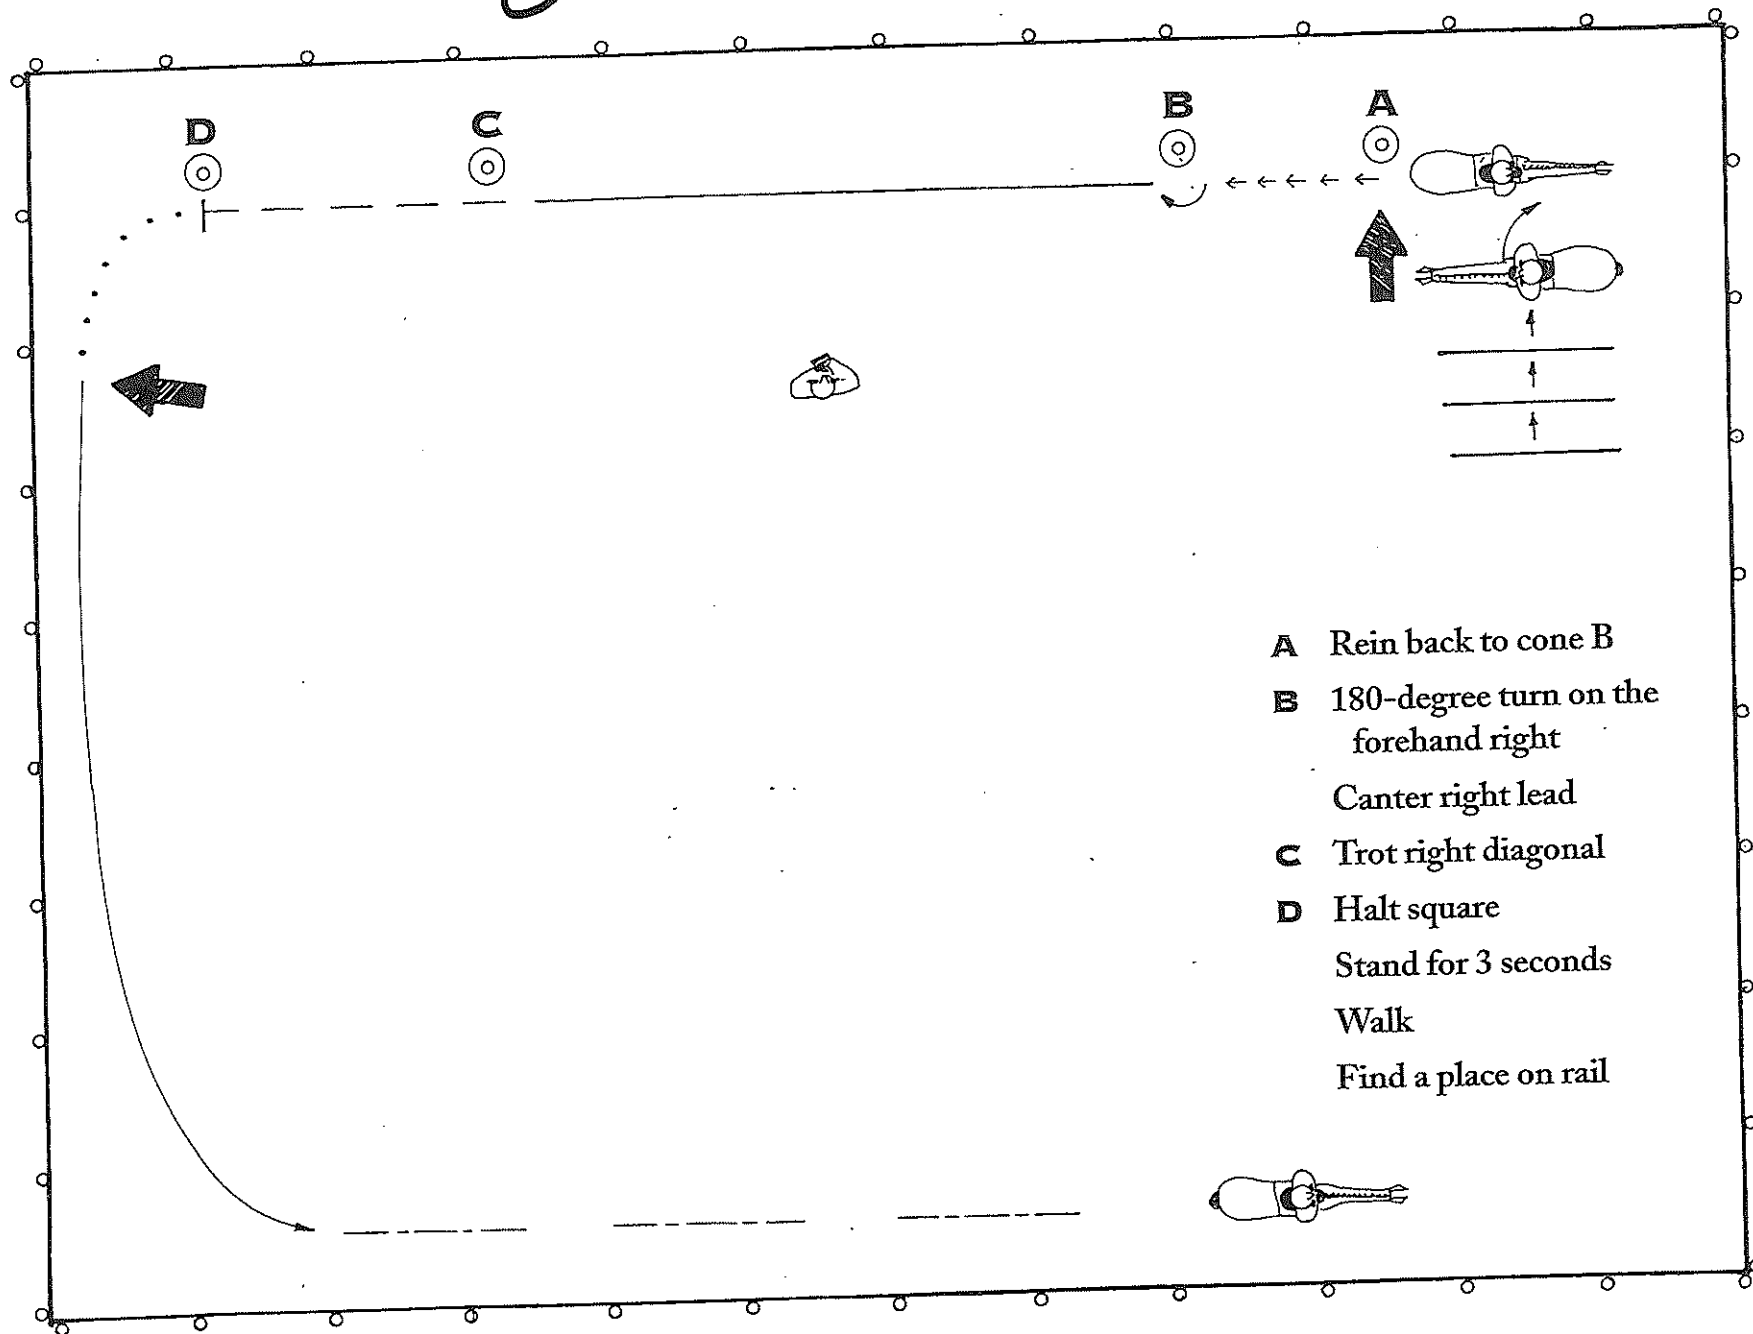 D
C
B
A
A Rein back to cone B
B 180-degree turn on the
forehand right
Canter right lead
C Trot right diagonal
D Halt square
Stand for 3 seconds
Walk
Find a place on rail